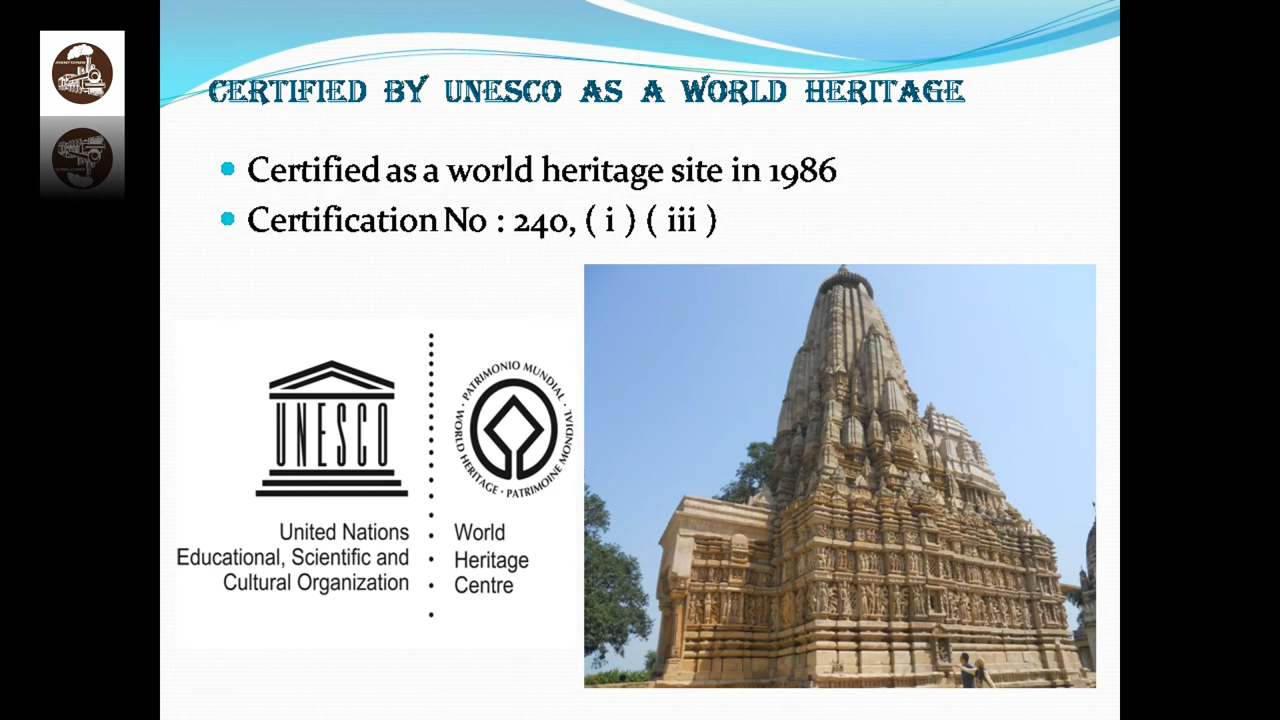 CERTIFIED BY UNESCO AS A WORLD HERITAGE
Certified as a world heritage site in 1986
Certification No : 240, ( i ) ( iii )
UNESCO
United Nations
Educational, Scientific and
Cultural Organization
WORLD HERITAGE · PATRIMONIO MUNDIAL · PATRIMOINE MONDIAL ·
World
Heritage
Centre